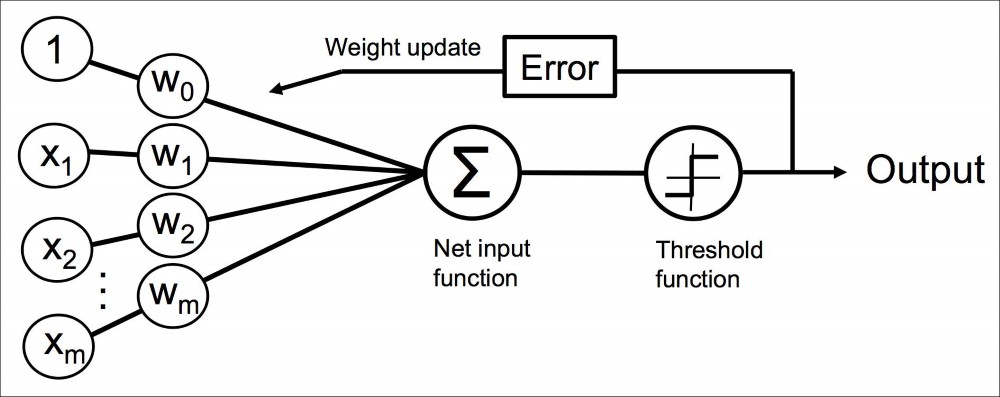 1
w0
x1
w1
x2
w2
⋮
xm
wm
Weight update
Error
Σ
Net input
function
Threshold
function
Output